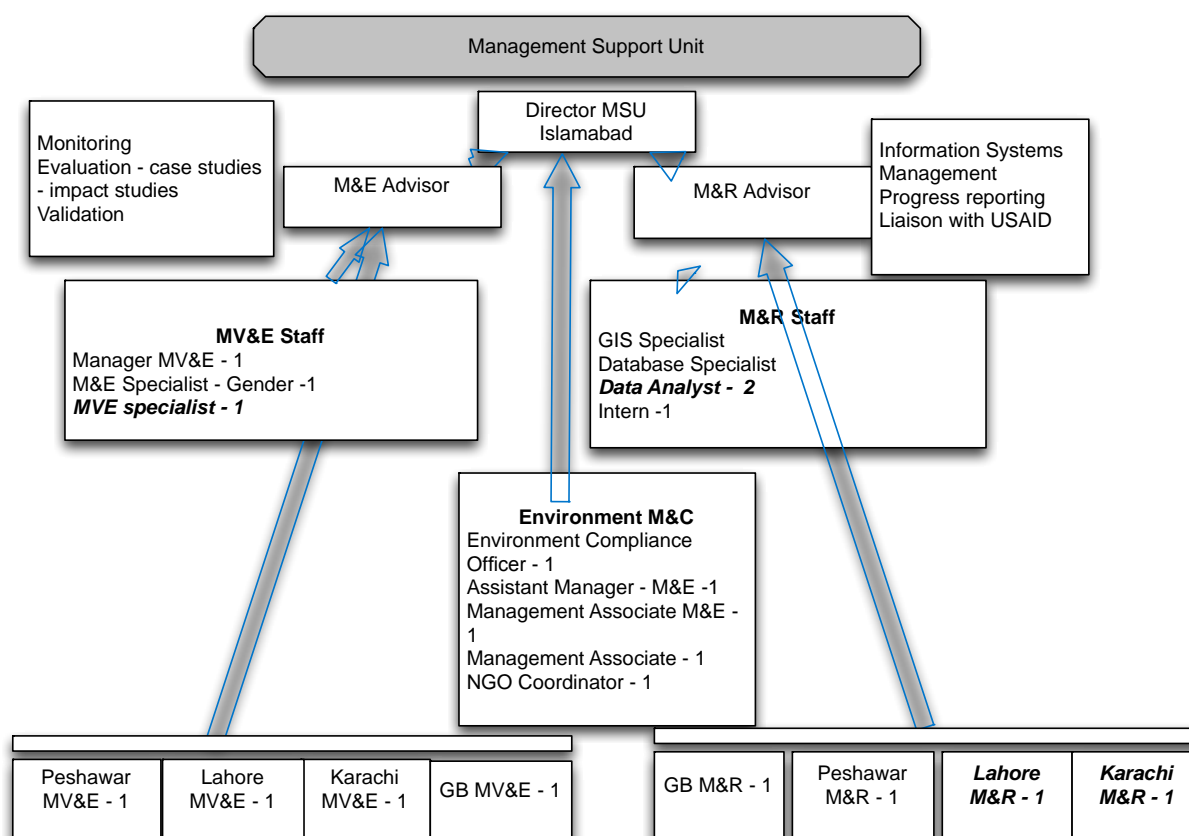 Management Support Unit
Director MSU
Islamabad
Monitoring
Evaluation - case studies
- impact studies
Validation
M&E Advisor
M&R Advisor
Information Systems
Management
Progress reporting
Liaison with USAID
MV&E Staff
Manager MV&E - 1
M&E Specialist - Gender -1
MVE specialist - 1
M&R Staff
GIS Specialist
Database Specialist
Data Analyst - 2
Intern -1
Environment M&C
Environment Compliance
Officer - 1
Assistant Manager - M&E -1
Management Associate M&E -
1
Management Associate - 1
NGO Coordinator - 1
Peshawar
MV&E - 1
Lahore
MV&E - 1
Karachi
MV&E - 1
GB MV&E - 1
GB M&R - 1
Peshawar
M&R - 1
Lahore
M&R - 1
Karachi
M&R - 1